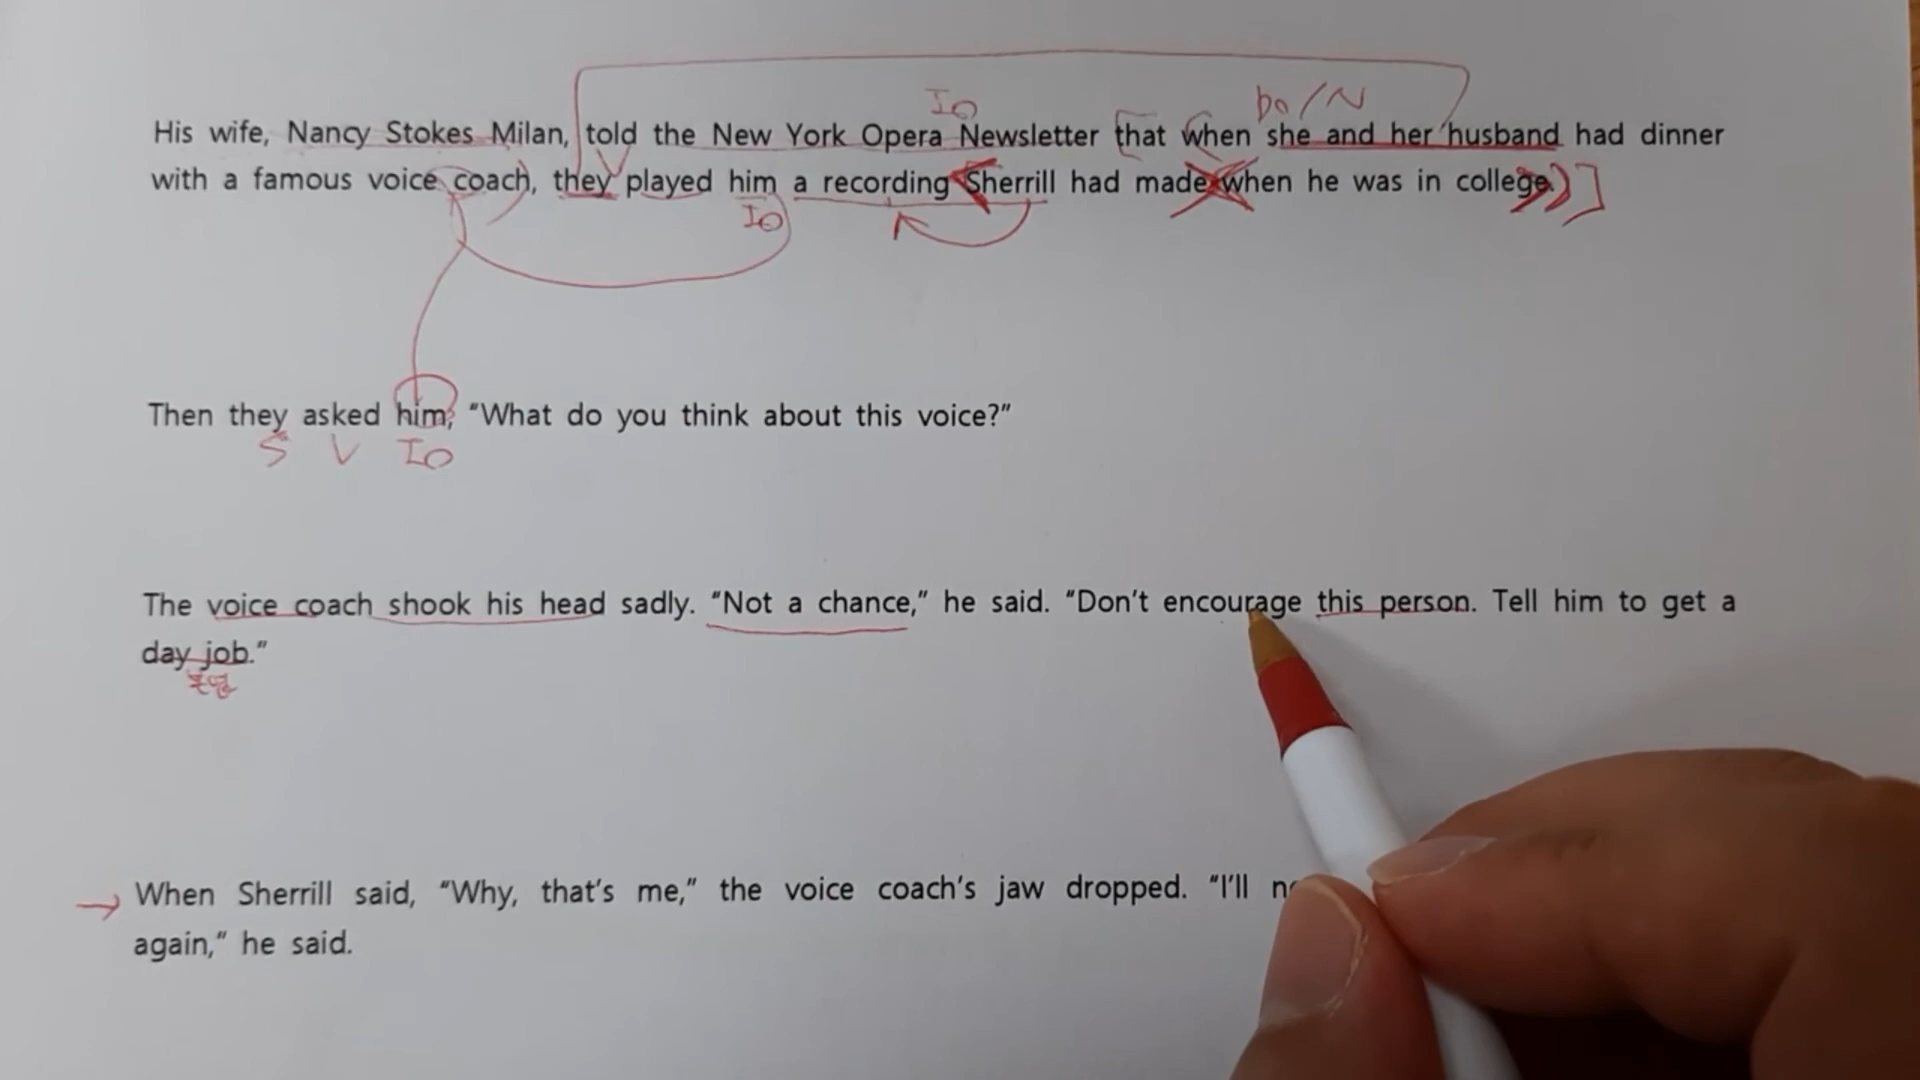 Io
Do/N
His wife, Nancy Stokes Milan, told the New York Opera Newsletter that when she and her husband had dinner
V
with a famous voice coach, they played him a recording Sherrill had made when he was in college.
Io
Then they asked him, “What do you think about this voice?”
S V Io
The voice coach shook his head sadly. “Not a chance,” he said. “Don't encourage this person. Tell him to get a
day job.”
When Sherrill said, “Why, that's me,” the voice coach's jaw dropped. “I'll
again,” he said.